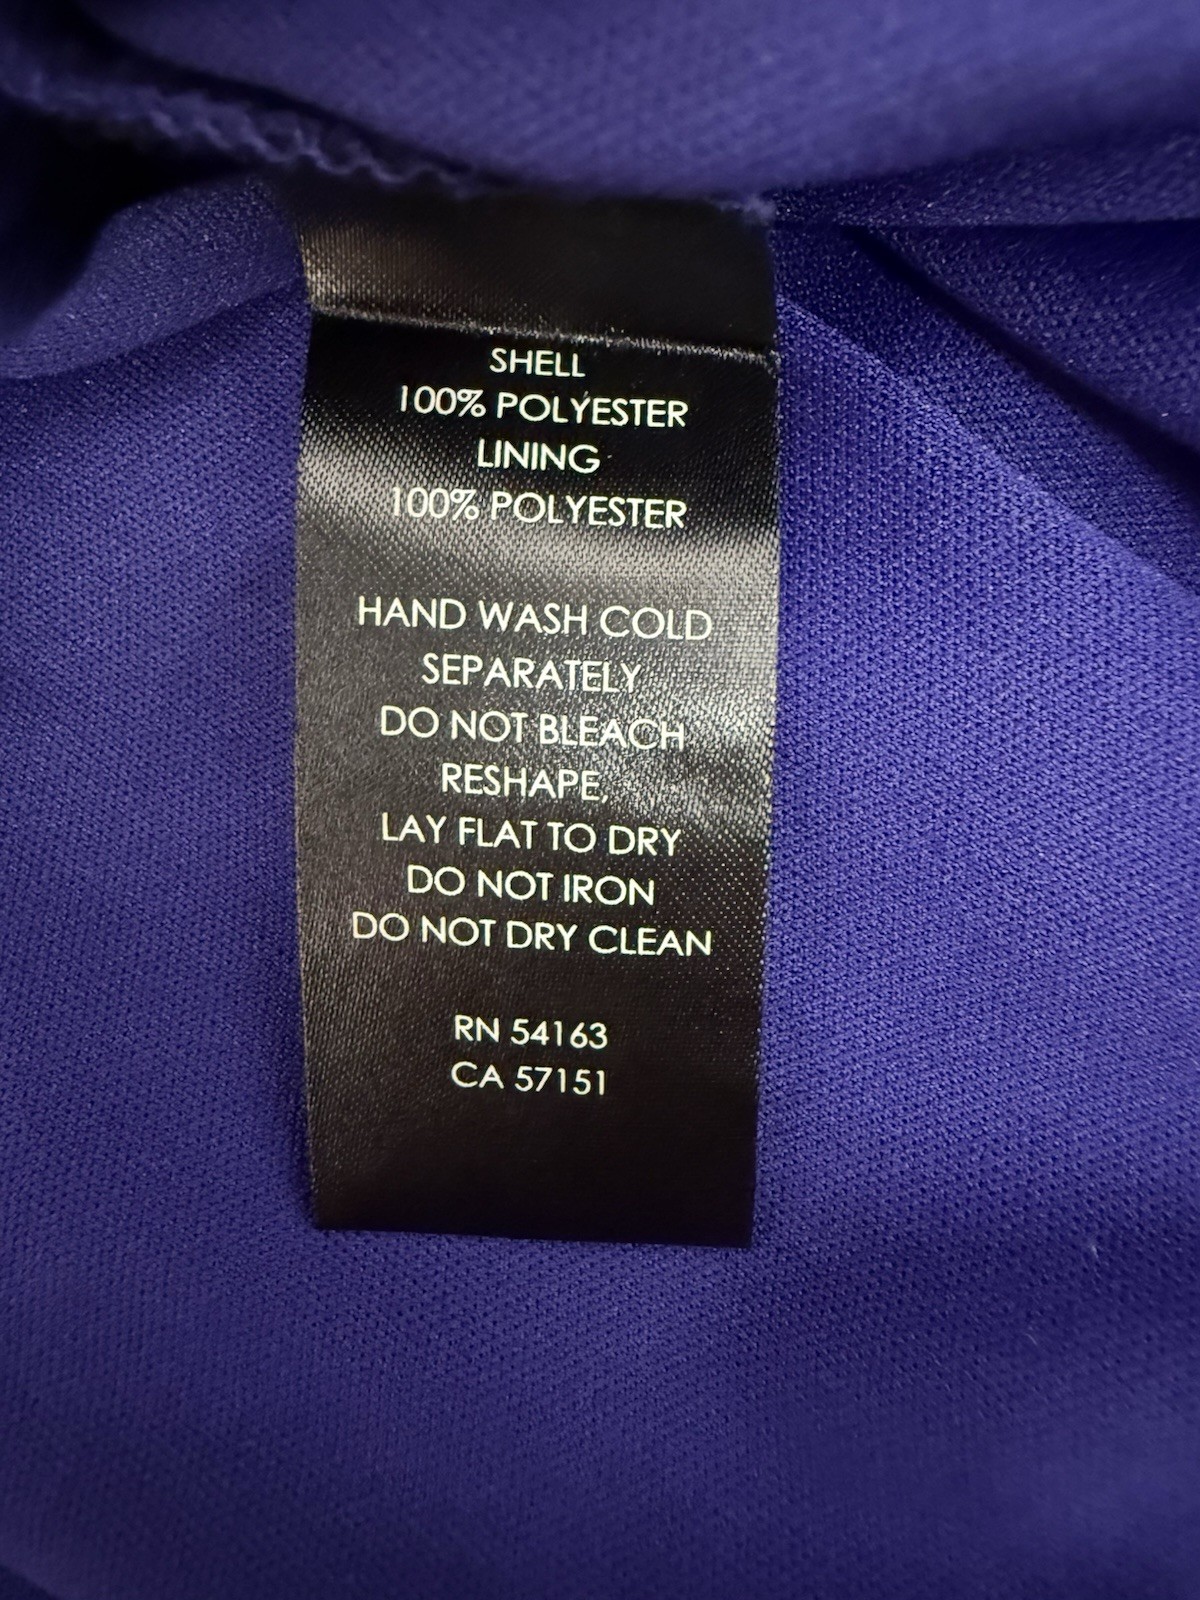 SHELL
100% POLYESTER
LINING
100% POLYESTER
HAND WASH COLD
SEPARATELY
DO NOT BLEACH
RESHAPE,
LAY FLAT TO DRY
DO NOT IRON
DO NOT DRY CLEAN
RN 54163
CA 57151